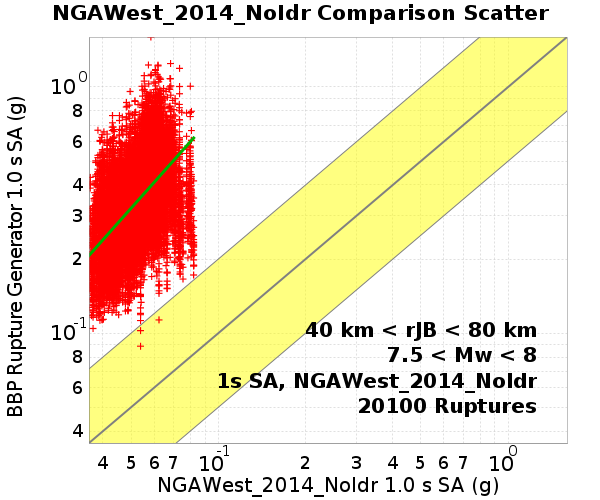 NGAWest_2014_NoIdr Comparison Scatter
BBP Rupture Generator 1.0 s SA (g)
10^0
8
6
4
3
2
10^-1
8
6
4
40 km < rJB < 80 km
7.5 < Mw < 8
1s SA, NGAWest_2014_NoIdr
20100 Ruptures
4 5 6 7 10^-1 2 3 4 5 6 7 10^0
NGAWest_2014_NoIdr 1.0 s SA (g)